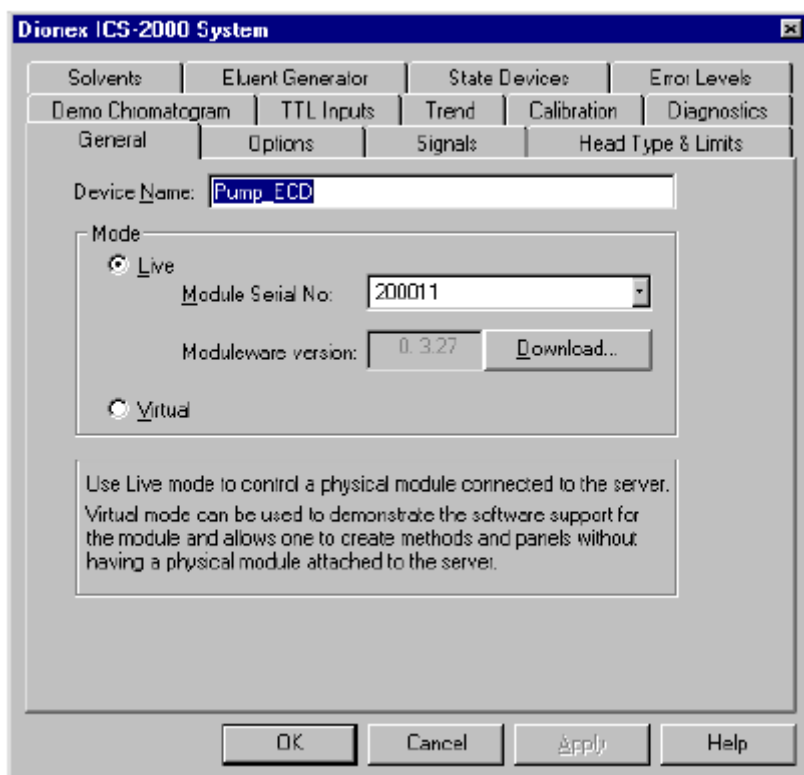 Dionex ICS-2000 System
Solvents Eluent Generator State Devices Error Levels
Demo Chromatogram TTL Inputs Trend Calibration Diagnostics
General Options Signals Head Type & Limits
Device Name: Pump_ECD
Mode
Live
Module Serial No: 200011
Moduleware version: 0. 3.27 Download...
Virtual
Use Live mode to control a physical module connected to the server.
Virtual mode can be used to demonstrate the software support for
the module and allows one to create methods and panels without
having a physical module attached to the server.
OK Cancel Apply Help